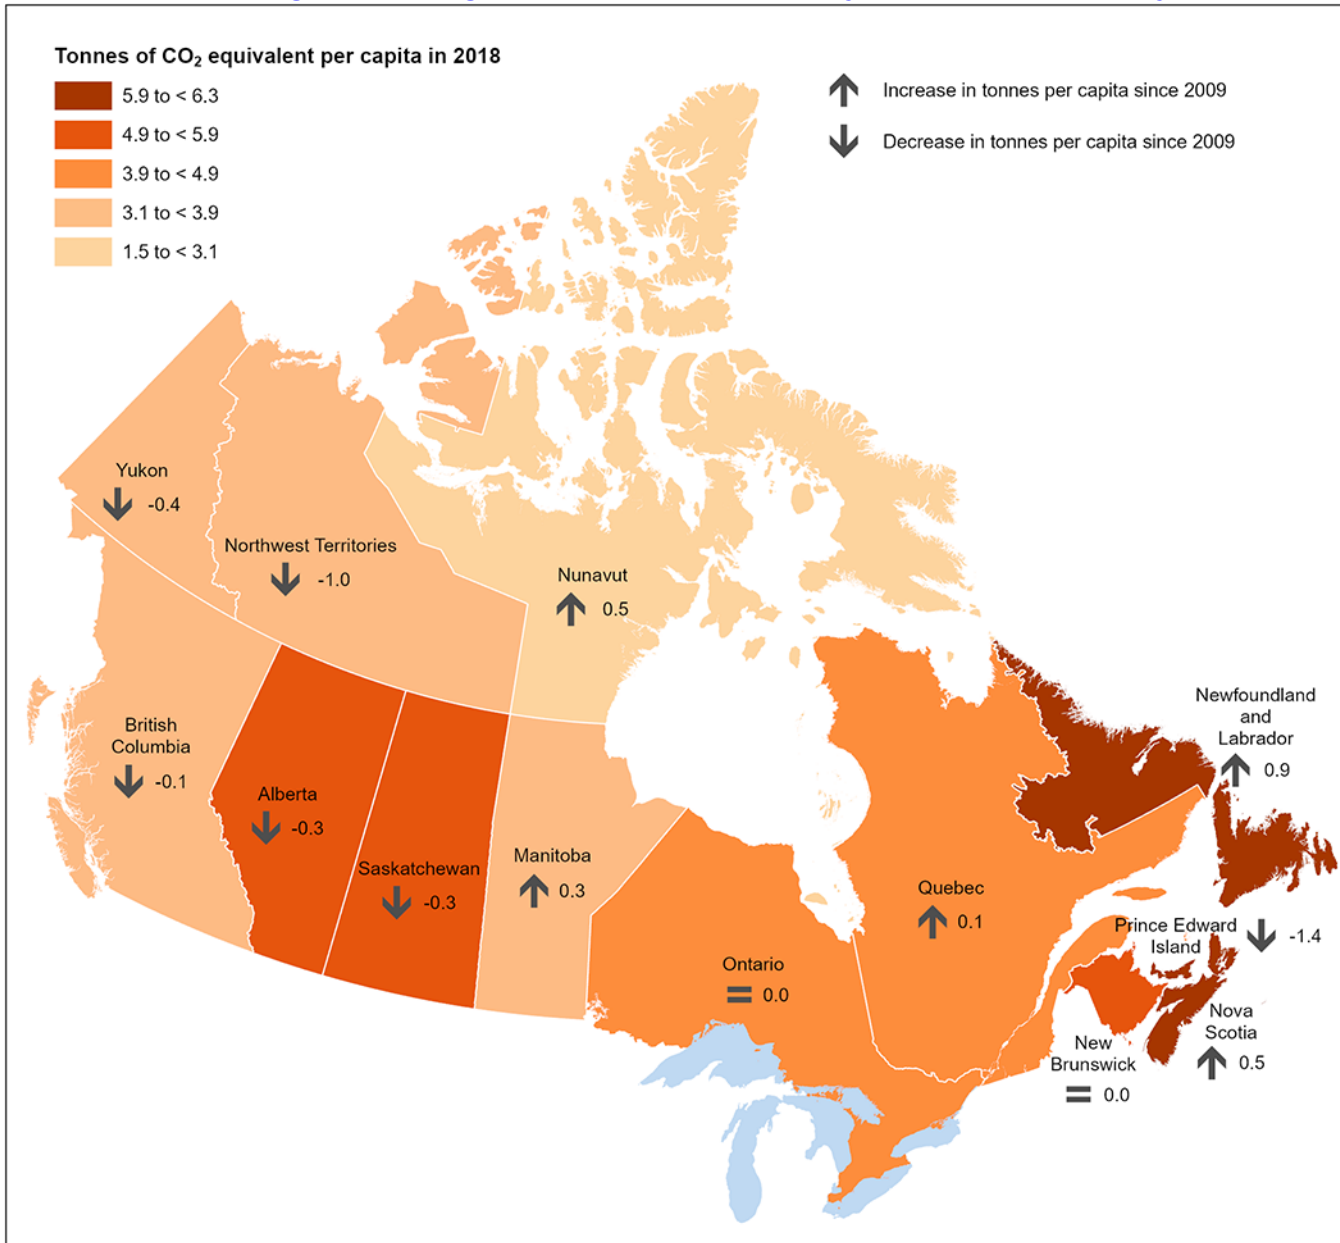 Tonnes of CO₂ equivalent per capita in 2018
5.9 to < 6.3
4.9 to < 5.9
3.9 to < 4.9
3.1 to < 3.9
1.5 to < 3.1
Increase in tonnes per capita since 2009
Decrease in tonnes per capita since 2009
Yukon
-0.4
Northwest Territories
-1.0
Nunavut
0.5
British
Columbia
-0.1
Alberta
-0.3
Saskatchewan
-0.3
Manitoba
0.3
Ontario
= 0.0
Quebec
0.1
Newfoundland
and
Labrador
0.9
Prince Edward
Island
-1.4
Nova
Scotia
0.5
New
Brunswick
= 0.0